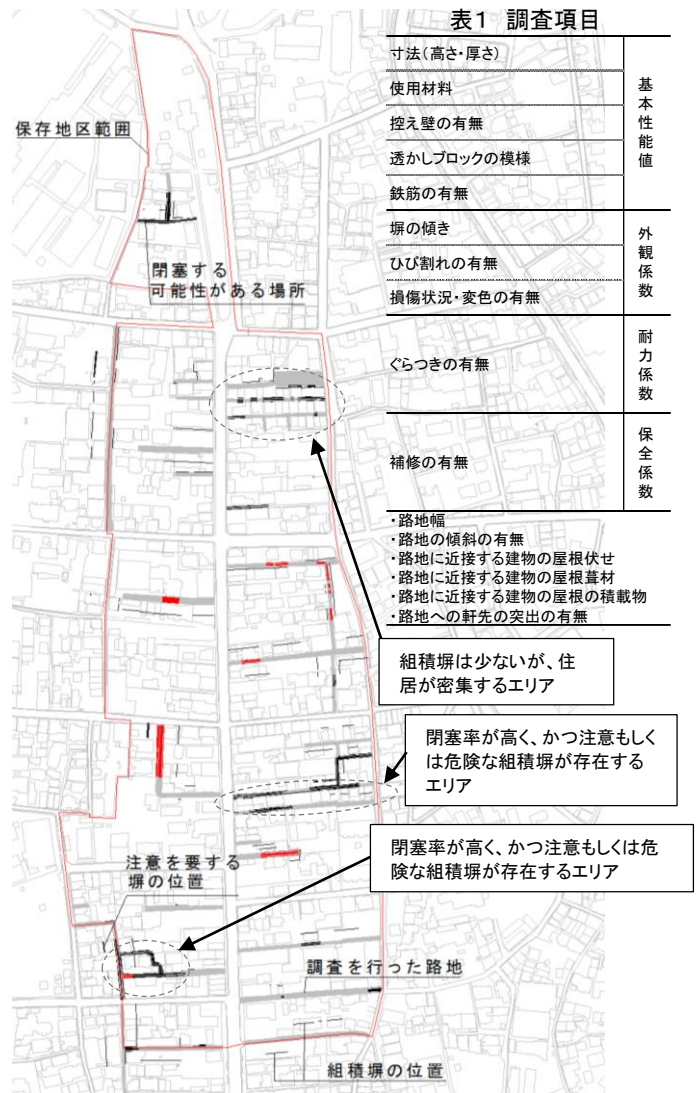 表1 調査項目
寸法(高さ・厚さ)
使用材料
控え壁の有無
透かしブロックの模様
鉄筋の有無
基本性能値
塀の傾き
ひび割れの有無
損傷状況・変色の有無
外観係数
ぐらつきの有無
耐力係数
補修の有無
保全係数
・路地幅
・路地の傾斜の有無
・路地に近接する建物の屋根伏せ
・路地に近接する建物の屋根葺材
・路地に近接する建物の屋根の積載物
・路地への軒先の突出の有無
保存地区範囲
閉塞する
可能性がある場所
組積塀は少ないが、住
居が密集するエリア
閉塞率が高く、かつ注意もしく
は危険な組積塀が存在する
エリア
閉塞率が高く、かつ注意もしくは危
険な組積塀が存在するエリア
注意を要する
塀の位置
調査を行った路地
組積塀の位置